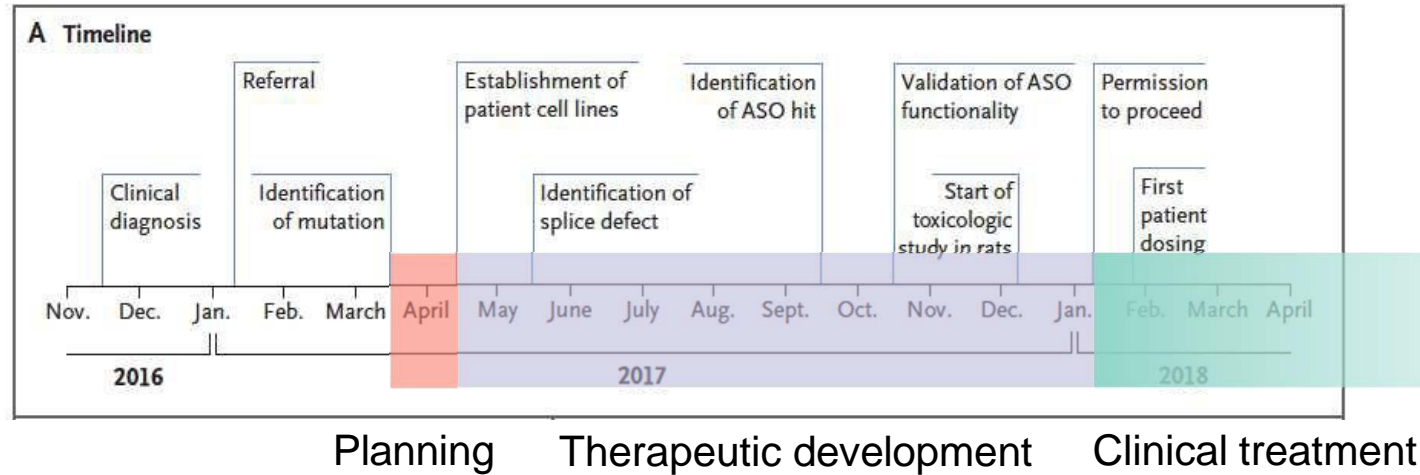 A Timeline
Referral
Establishment of
patient cell lines
Identification
of ASO hit
Validation of ASO
functionality
Permission
to proceed
Clinical
diagnosis
Identification
of mutation
Identification of
splice defect
Start of
toxicologic
study in rats
First
patient
dosing
Nov. Dec. Jan. Feb. March April May June July Aug. Sept. Oct. Nov. Dec. Jan. Feb. March April
2016 2017 2018
Planning Therapeutic development Clinical treatment